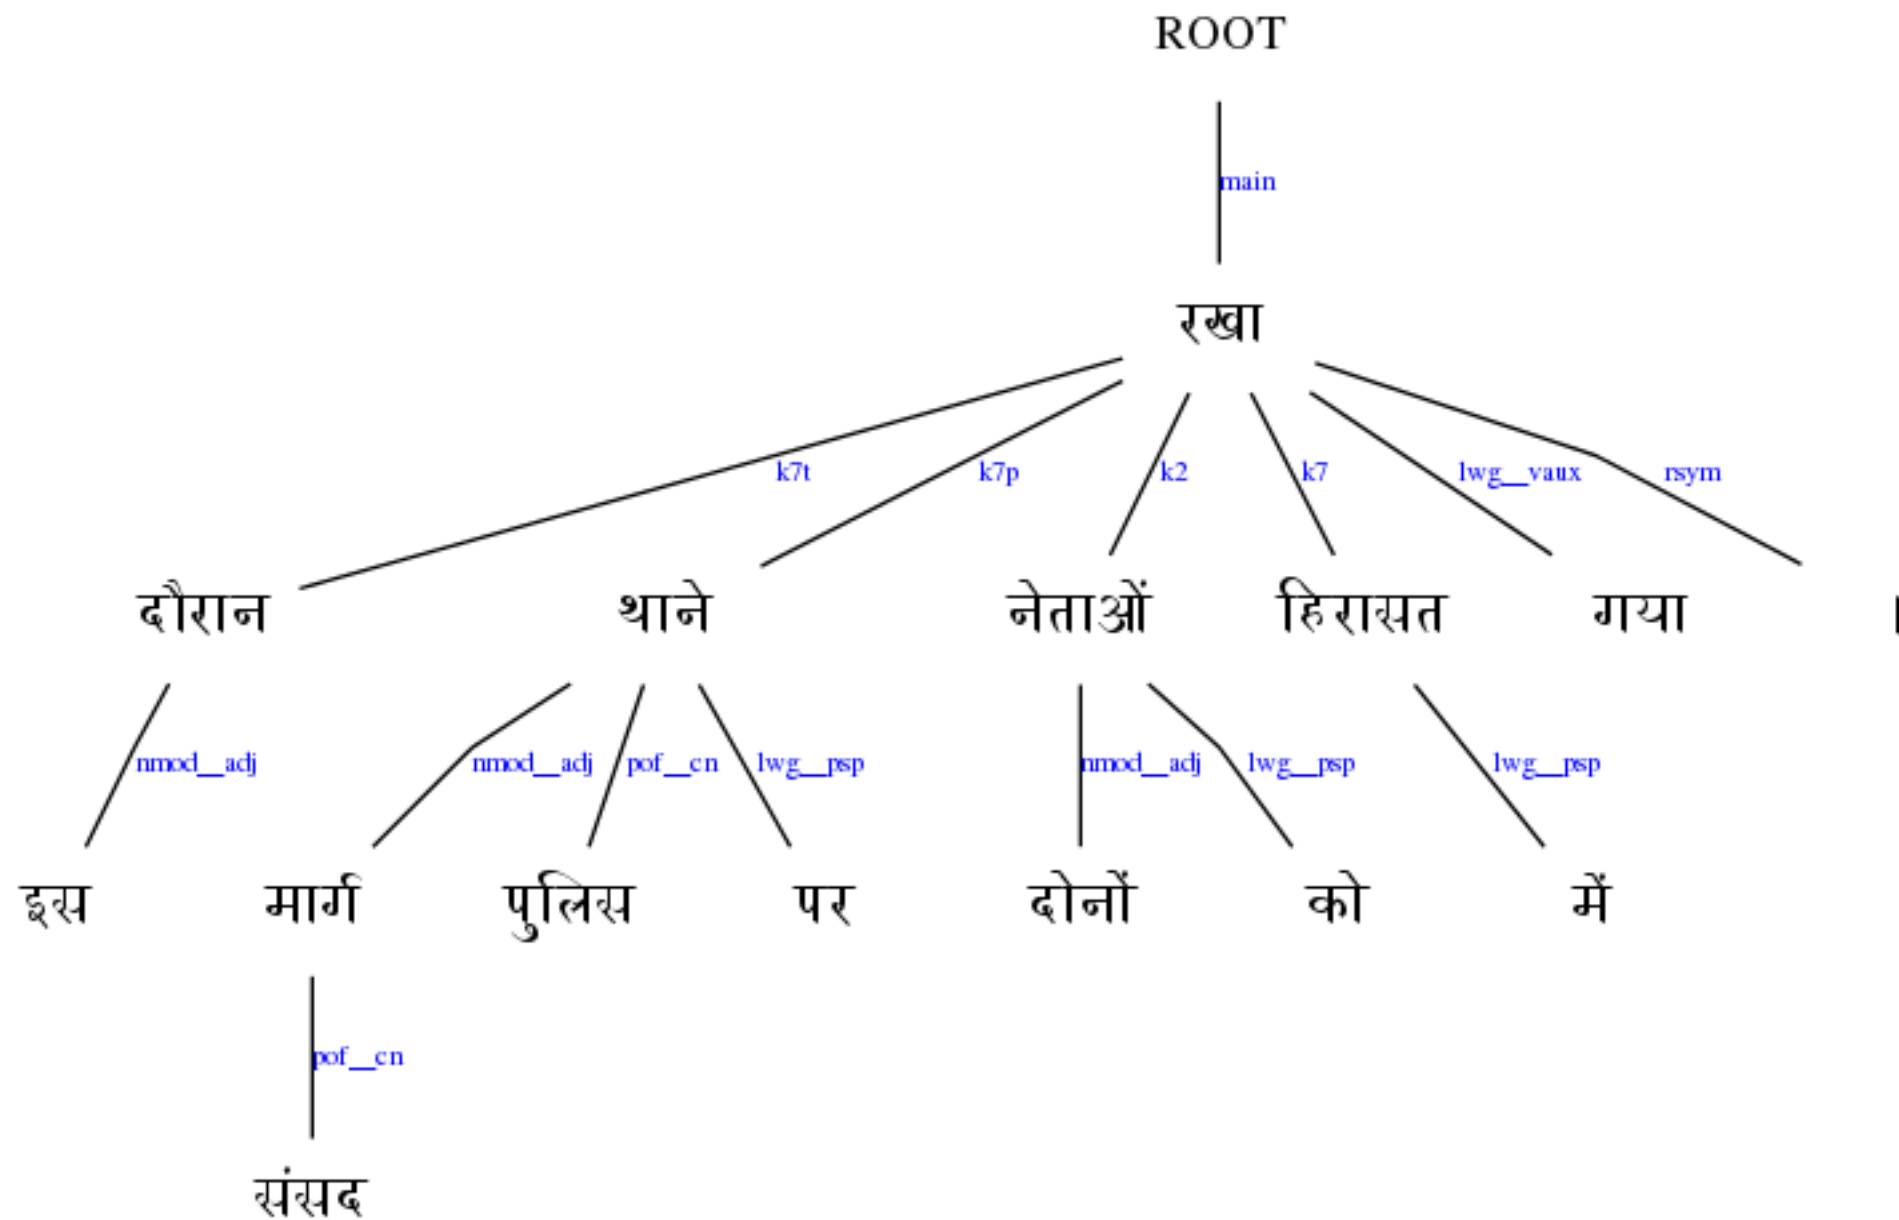 ROOT
main
रखा
k7t k7p k2 k7 lwg__vaux rsym
दौरान थाने नेताओं हिरासत गया ।
nmod__adj nmod__adj pof__cn lwg__psp nmod__adj lwg__psp lwg__psp
इस मार्ग पुलिस पर दोनों को में
pof__cn
संसद